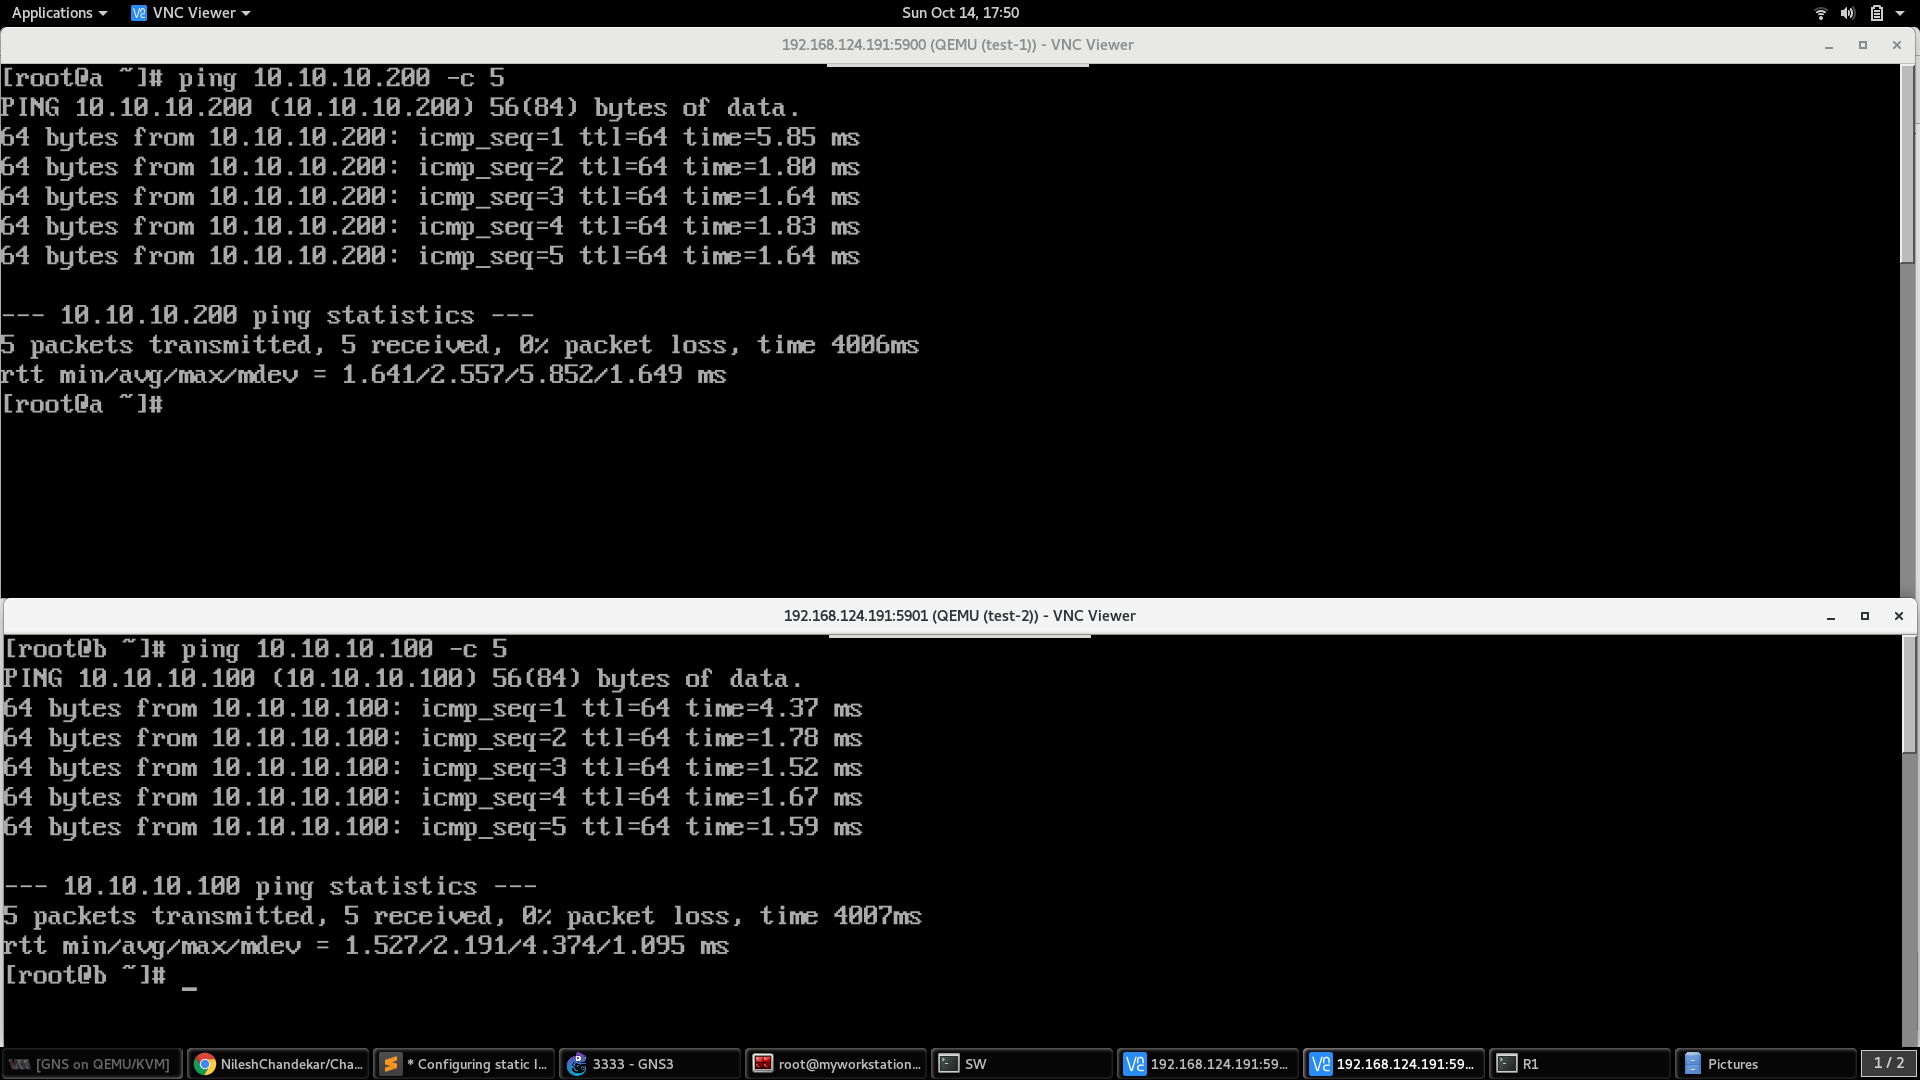 Applications VNC Viewer Sun Oct 14, 17:50
192.168.124.191:5900 (QEMU (test-1)) - VNC Viewer
[root@a ~]# ping 10.10.10.200 -c 5
PING 10.10.10.200 (10.10.10.200) 56(84) bytes of data.
64 bytes from 10.10.10.200: icmp_seq=1 ttl=64 time=5.85 ms
64 bytes from 10.10.10.200: icmp_seq=2 ttl=64 time=1.80 ms
64 bytes from 10.10.10.200: icmp_seq=3 ttl=64 time=1.64 ms
64 bytes from 10.10.10.200: icmp_seq=4 ttl=64 time=1.83 ms
64 bytes from 10.10.10.200: icmp_seq=5 ttl=64 time=1.64 ms
--- 10.10.10.200 ping statistics ---
5 packets transmitted, 5 received, 0% packet loss, time 4006ms
rtt min/avg/max/mdev = 1.641/2.557/5.852/1.649 ms
[root@a ~]#
192.168.124.191:5901 (QEMU (test-2)) - VNC Viewer
[root@b ~]# ping 10.10.10.100 -c 5
PING 10.10.10.100 (10.10.10.100) 56(84) bytes of data.
64 bytes from 10.10.10.100: icmp_seq=1 ttl=64 time=4.37 ms
64 bytes from 10.10.10.100: icmp_seq=2 ttl=64 time=1.78 ms
64 bytes from 10.10.10.100: icmp_seq=3 ttl=64 time=1.52 ms
64 bytes from 10.10.10.100: icmp_seq=4 ttl=64 time=1.67 ms
64 bytes from 10.10.10.100: icmp_seq=5 ttl=64 time=1.59 ms
--- 10.10.10.100 ping statistics ---
5 packets transmitted, 5 received, 0% packet loss, time 4007ms
rtt min/avg/max/mdev = 1.527/2.191/4.374/1.095 ms
[root@b ~]# _
[GNS on QEMU/KVM] NileshChandekar/Cha... * Configuring static I... 3333 - GNS3 root@myworkstation... SW 192.168.124.191:59... 192.168.124.191:59... R1 Pictures 1 / 2